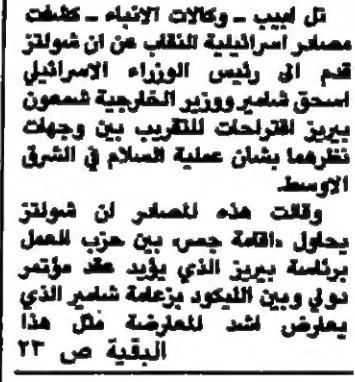 تل ابيب - وكالات الانباء - كشفت
مصادر اسرائيلية النقاب عن ان شولتز
قدم الى رئيس الوزراء الاسرائيلي
اسحق شامير ووزير الخارجية شمعون
بيريز اقتراحات للتقريب بين وجهات
نظرهما بشأن عملية السلام في الشرق
الاوسط.
وقالت هذه المصادر ان شولتز
يحاول «اقامة جسر» بين حزب العمل
برئاسة بيريز الذي يؤيد عقد مؤتمر
دولي وبين الليكود بزعامة شامير الذي
يعارض اشد المعارضة مثل هذا
البقية ص ٢٣